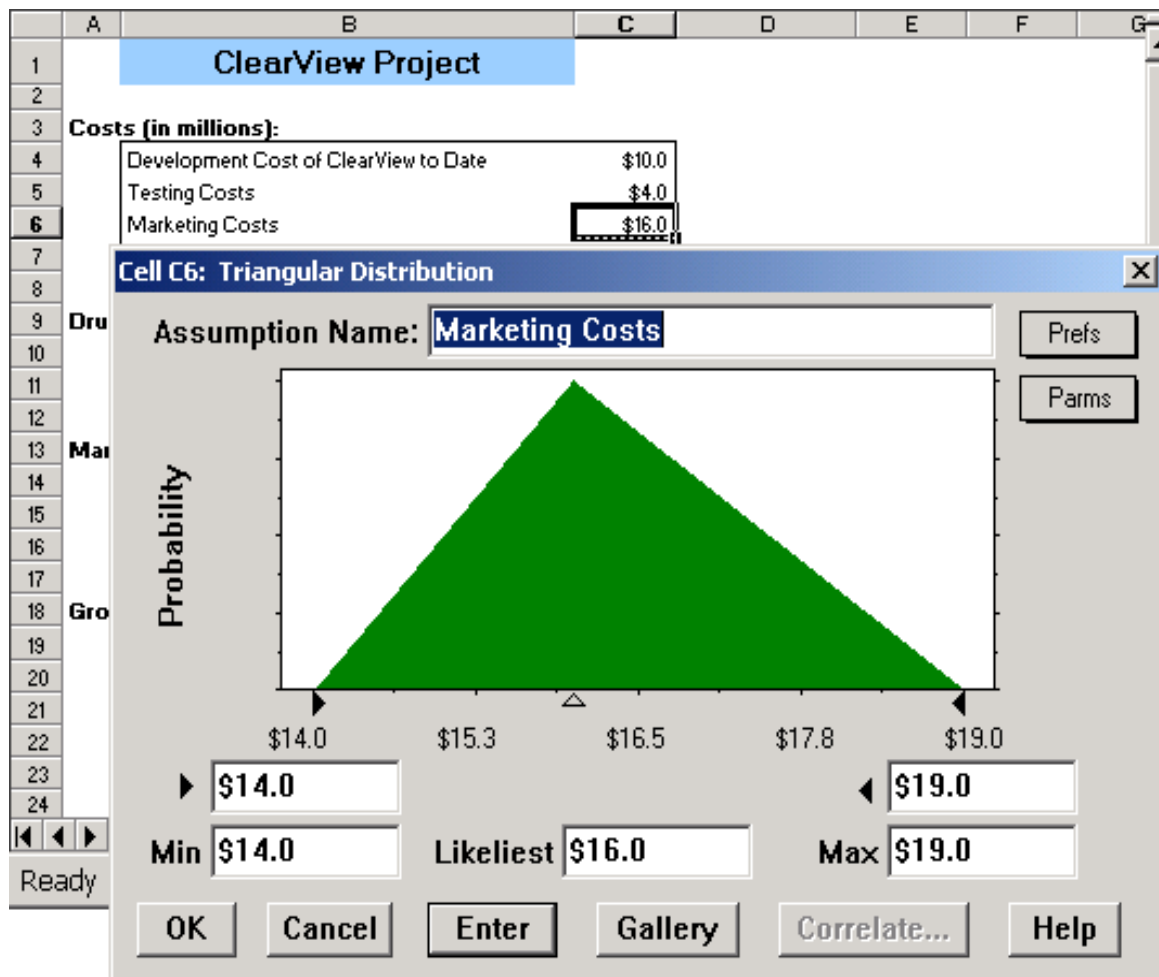 A B C D E F G
1 ClearView Project
2
3 Costs (in millions):
4 Development Cost of ClearView to Date $10.0
5 Testing Costs $4.0
6 Marketing Costs $16.0
7
Cell C6: Triangular Distribution
8
9 Dru
Assumption Name: Marketing Costs Prefs
10
11
Parms
12
13 Mar
14
15
16
17
18 Gro
19
20
21
22
23
24
Probability
$14.0 $15.3 $16.5 $17.8 $19.0
$14.0 $19.0
Min $14.0 Likeliest $16.0 Max $19.0
Ready
OK Cancel Enter Gallery Correlate... Help